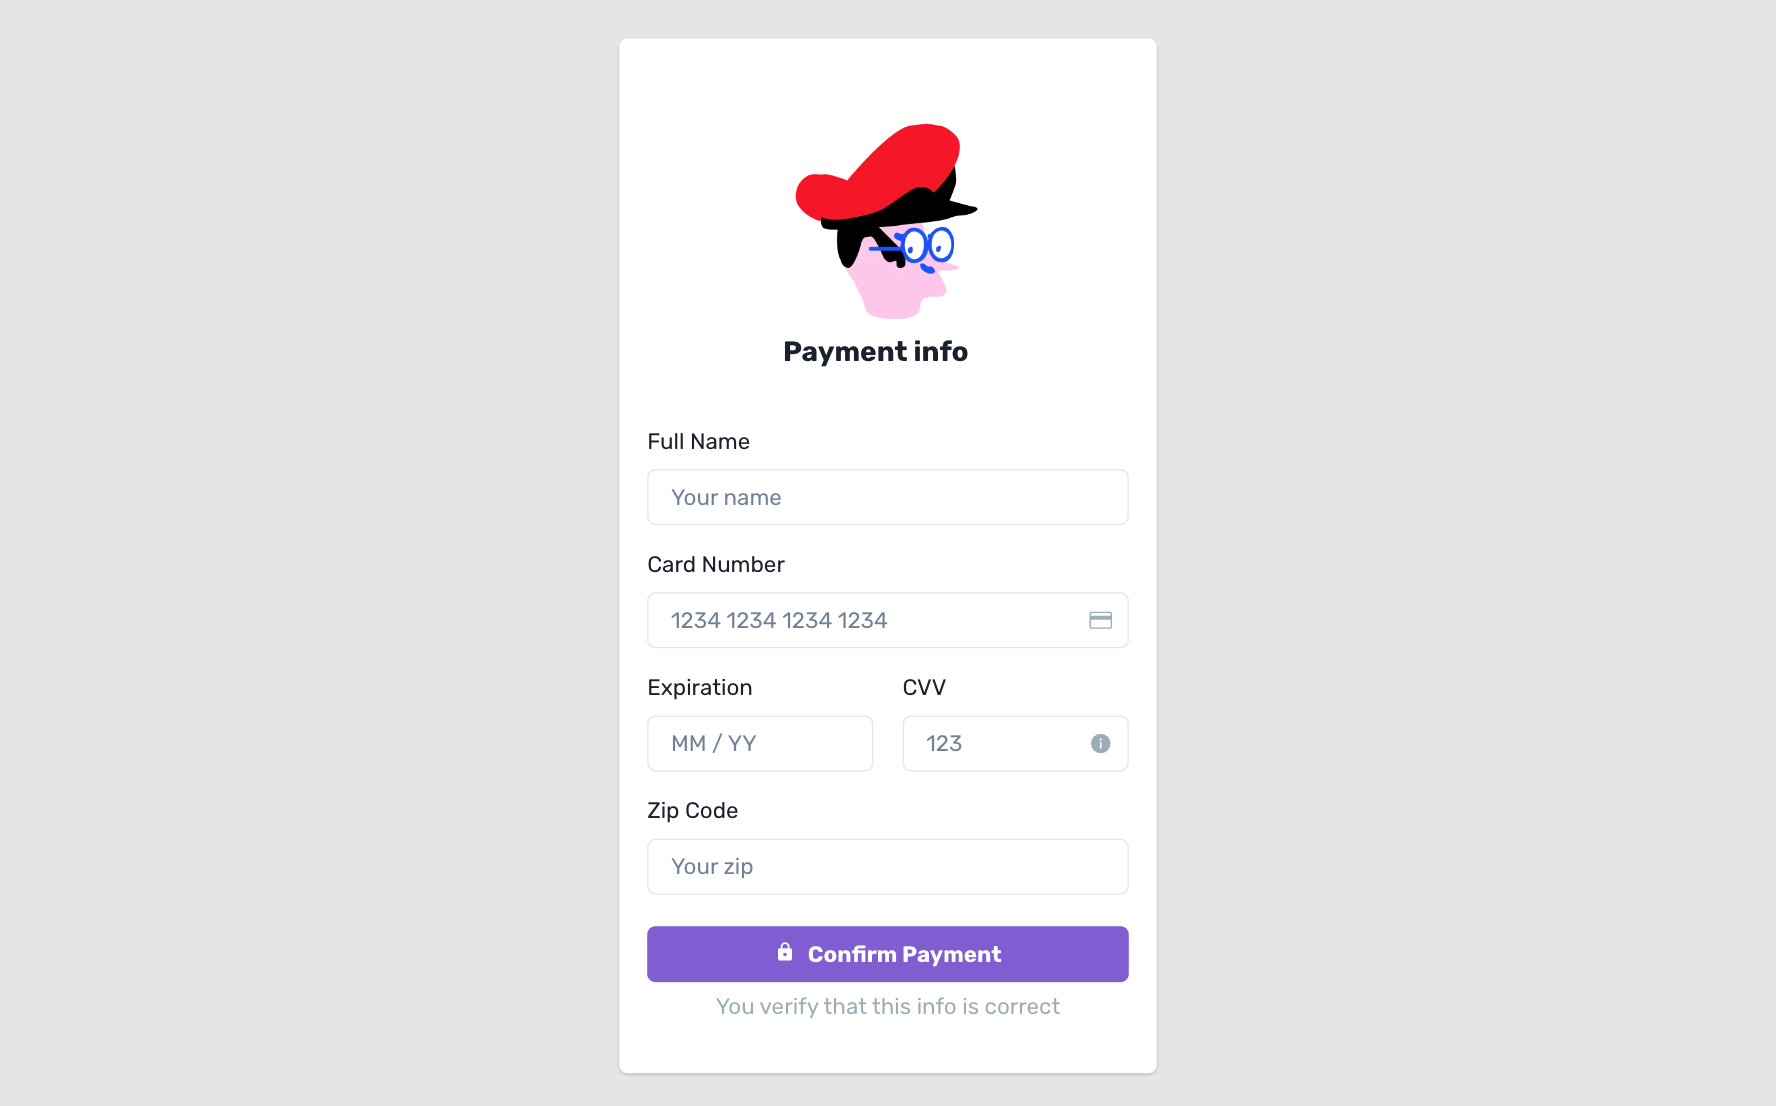 Payment info
Full Name
Your name
Card Number
1234 1234 1234 1234
Expiration CVV
MM / YY 123
Zip Code
Your zip
Confirm Payment
You verify that this info is correct